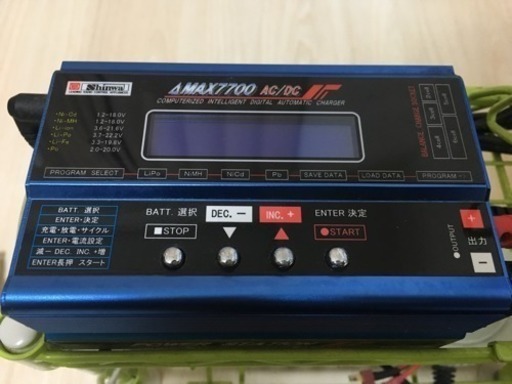 Shinwa
AMAX7700 AC/DC
COMPUTERIZED INTELLIGENT DIGITAL AUTOMATIC CHARGER
Ni-Cd 1.2-18.0V
Ni-MH 1.2-18.0V
Li-ion 3.6-21.6V
Li-Po 3.7-22.2V
Li-Fe 3.3-19.8V
Pb 2.0-20.0V
BALANCE CHARGE SOCKET
PROGRAM SELECT LiPo NiMH NiCd Pb SAVE DATA LOAD DATA PROGRAM
BATT. 選択
ENTER・決定
充電・放電・サイクル
ENTER・電流設定
減－ DEC. INC. +増
ENTER長押 スタート
BATT. 選択 DEC. － INC. + ENTER 決定
■STOP ▼ ▲ ●START
+
●OUTPUT
出力
－